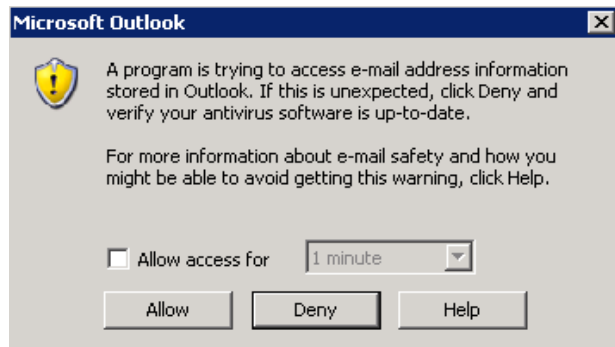 Microsoft Outlook
A program is trying to access e-mail address information
stored in Outlook. If this is unexpected, click Deny and
verify your antivirus software is up-to-date.
For more information about e-mail safety and how you
might be able to avoid getting this warning, click Help.
Allow access for 1 minute
Allow Deny Help